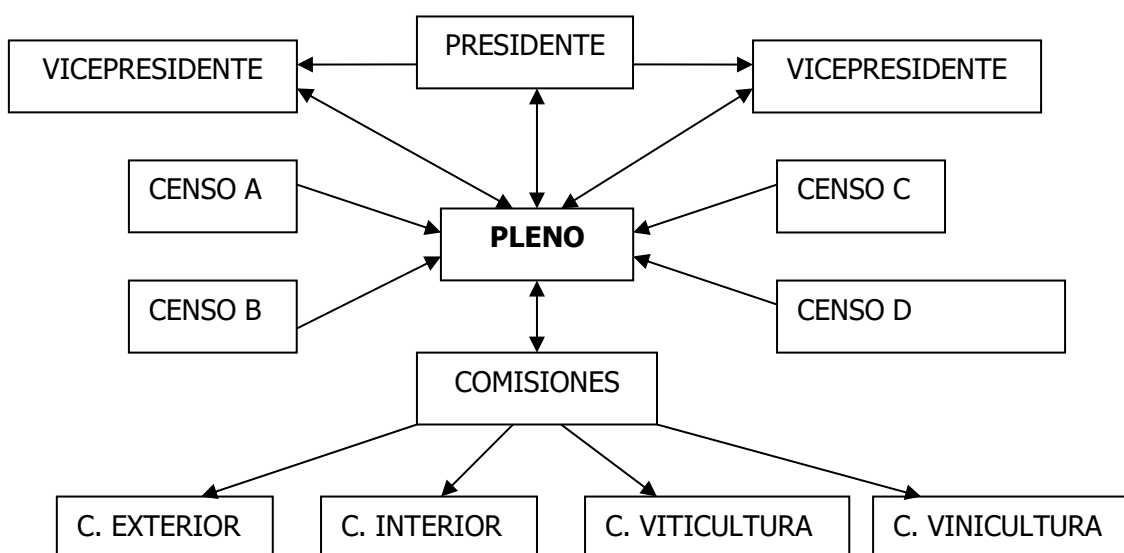 PRESIDENTE
VICEPRESIDENTE
VICEPRESIDENTE
CENSO A
CENSO C
PLENO
CENSO B
CENSO D
COMISIONES
C. EXTERIOR
C. INTERIOR
C. VITICULTURA
C. VINICULTURA